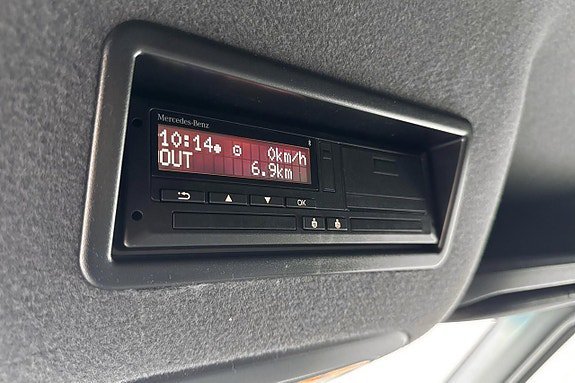 Mercedes-Benz
10:14 0km/h
OUT 6.9km
OK